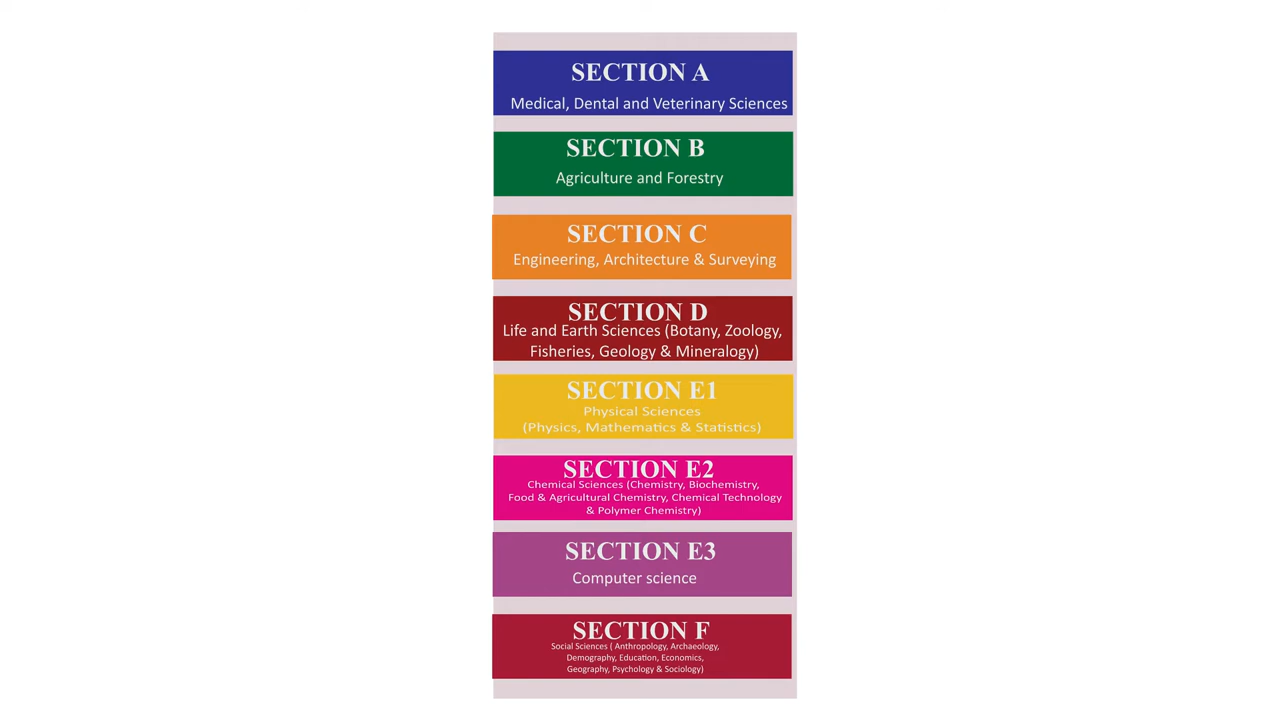 SECTION A
Medical, Dental and Veterinary Sciences
SECTION B
Agriculture and Forestry
SECTION C
Engineering, Architecture & Surveying
SECTION D
Life and Earth Sciences (Botany, Zoology,
Fisheries, Geology & Mineralogy)
SECTION E1
Physical Sciences
(Physics, Mathematics & Statistics)
SECTION E2
Chemical Sciences (Chemistry, Biochemistry,
Food & Agricultural Chemistry, Chemical Technology
& Polymer Chemistry)
SECTION E3
Computer science
SECTION F
Social Sciences ( Anthropology, Archaeology,
Demography, Education, Economics,
Geography, Psychology & Sociology)